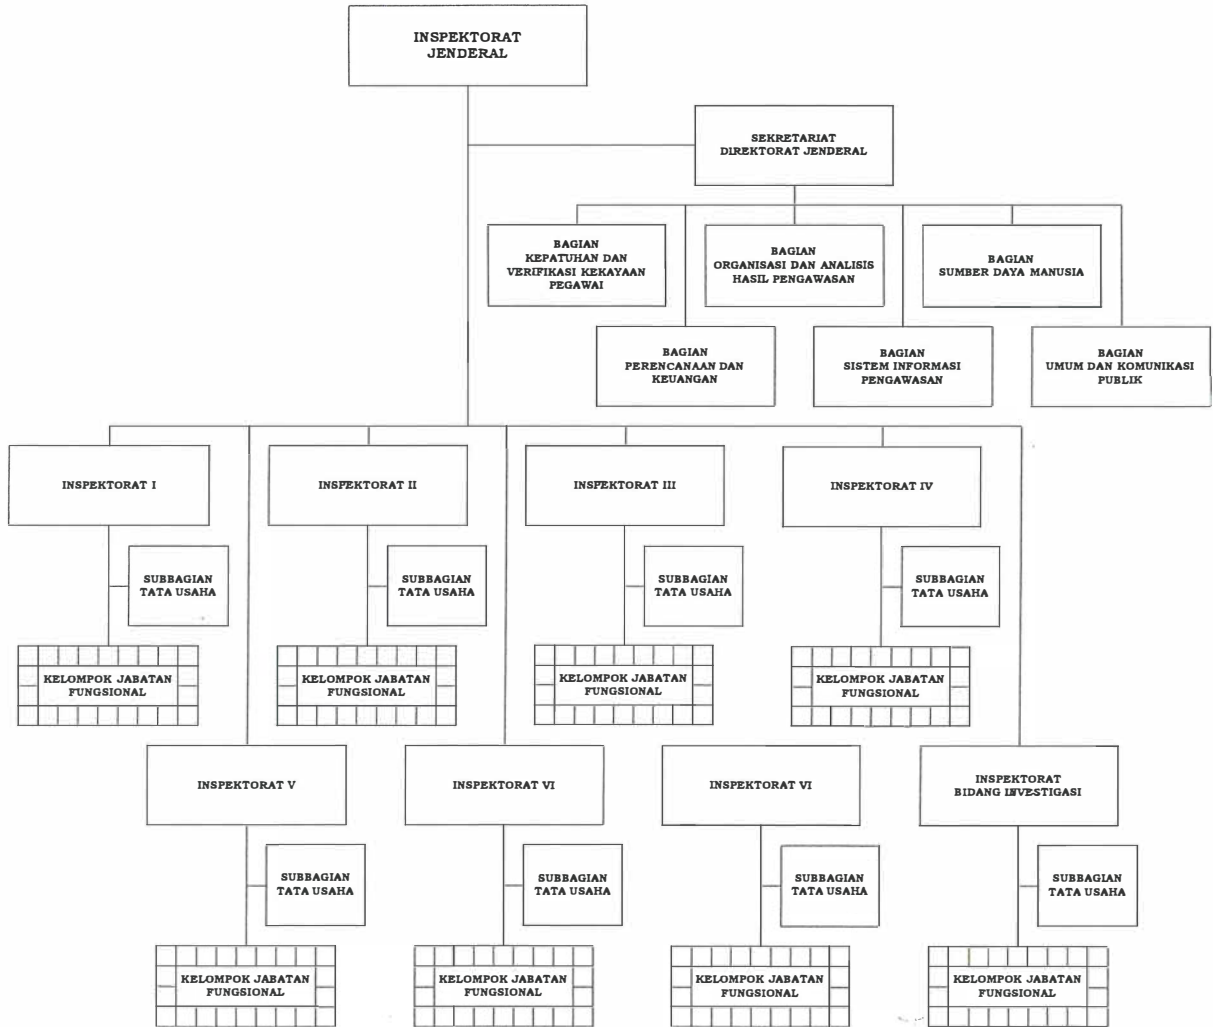 INSPEKTORAT
JENDERAL
SEKRETARIAT
DIREKTORAT JENDERAL
BAGIAN
KEPATUHAN DAN
VERIFIKASI KEKAYAAN
PEGAWAI
BAGIAN
ORGANISASI DAN ANALISIS
HASIL PENGAWASAN
BAGIAN
SUMBER DAYA MANUSIA
BAGIAN
PERENCANAAN DAN
KEUANGAN
BAGIAN
SISTEM INFORMASI
PENGAWASAN
BAGIAN
UMUM DAN KOMUNIKASI
PUBLIK
INSPEKTORAT I
INSPEKTORAT II
INSPEKTORAT III
INSPEKTORAT IV
SUBBAGIAN
TATA USAHA
SUBBAGIAN
TATA USAHA
SUBBAGIAN
TATA USAHA
SUBBAGIAN
TATA USAHA
KELOMPOK JABATAN
FUNGSIONAL
KELOMPOK JABATAN
FUNGSIONAL
KELOMPOK JABATAN
FUNGSIONAL
KELOMPOK JABATAN
FUNGSIONAL
INSPEKTORAT V
INSPEKTORAT VI
INSPEKTORAT VI
INSPEKTORAT
BIDANG INVESTIGASI
SUBBAGIAN
TATA USAHA
SUBBAGIAN
TATA USAHA
SUBBAGIAN
TATA USAHA
SUBBAGIAN
TATA USAHA
KELOMPOK JABATAN
FUNGSIONAL
KELOMPOK JABATAN
FUNGSIONAL
KELOMPOK JABATAN
FUNGSIONAL
KELOMPOK JABATAN
FUNGSIONAL